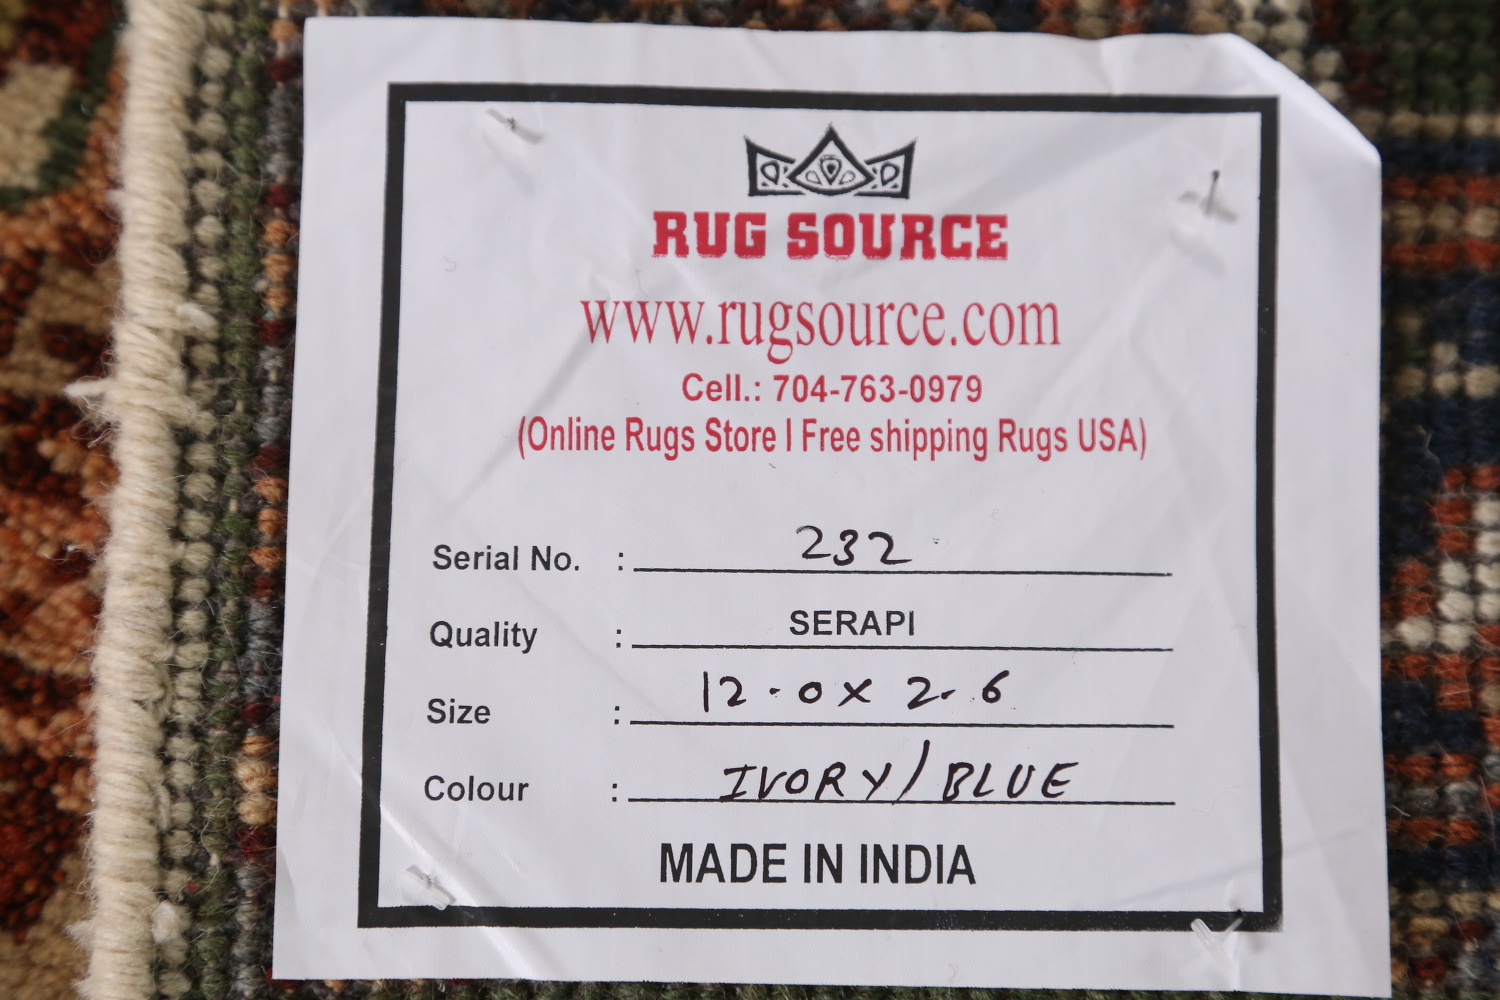 RUG SOURCE
www.rugsource.com
Cell.: 704-763-0979
(Online Rugs Store I Free shipping Rugs USA)
Serial No. : 232
Quality : SERAPI
Size : 12.0 x 2.6
Colour : IVORY/BLUE
MADE IN INDIA